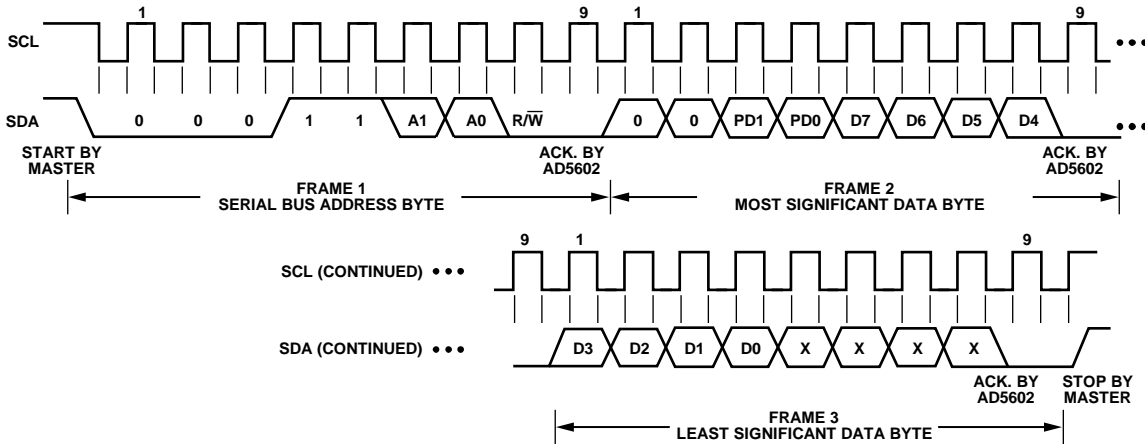 1 9 1 9
SCL
SDA 0 0 0 1 1 A1 A0 R/W̅ 0 0 PD1 PD0 D7 D6 D5 D4
START BY
MASTER
ACK. BY
AD5602
ACK. BY
AD5602
FRAME 1
SERIAL BUS ADDRESS BYTE
FRAME 2
MOST SIGNIFICANT DATA BYTE
9 1 9
SCL (CONTINUED)
SDA (CONTINUED) D3 D2 D1 D0 X X X X
ACK. BY
AD5602
STOP BY
MASTER
FRAME 3
LEAST SIGNIFICANT DATA BYTE